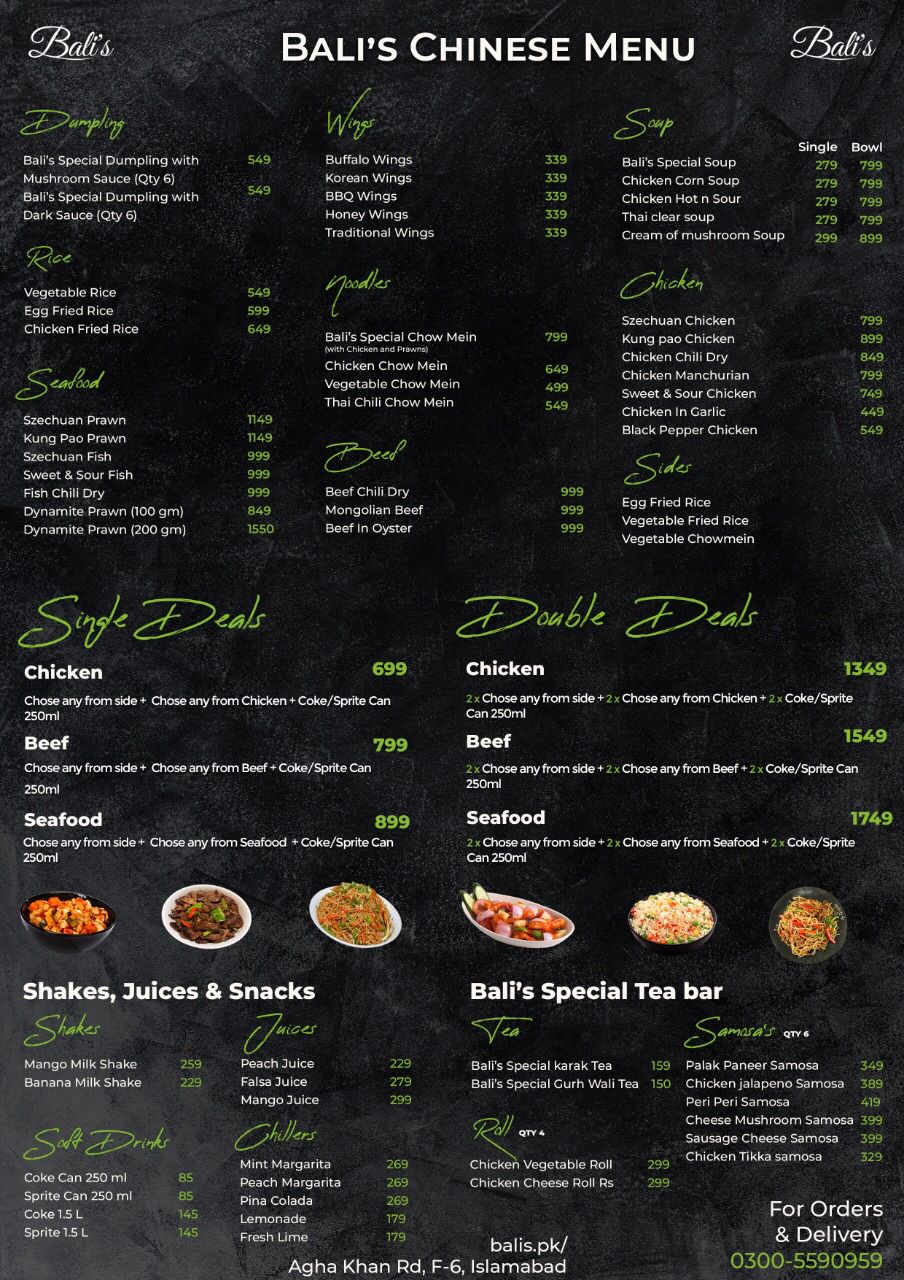 Bali's
BALI'S CHINESE MENU
Bali's
Dumpling
Bali's Special Dumpling with 549
Mushroom Sauce (Qty 6)
Bali's Special Dumpling with 549
Dark Sauce (Qty 6)
Rice
Vegetable Rice 549
Egg Fried Rice 599
Chicken Fried Rice 649
Seafood
Szechuan Prawn 1149
Kung Pao Prawn 1149
Szechuan Fish 999
Sweet & Sour Fish 999
Fish Chili Dry 999
Dynamite Prawn (100 gm) 849
Dynamite Prawn (200 gm) 1550
Wings
Buffalo Wings 339
Korean Wings 339
BBQ Wings 339
Honey Wings 339
Traditional Wings 339
Noodles
Bali's Special Chow Mein 799
(with Chicken and Prawns)
Chicken Chow Mein 649
Vegetable Chow Mein 499
Thai Chili Chow Mein 549
Beef
Beef Chili Dry 999
Mongolian Beef 999
Beef In Oyster 999
Soup
Single Bowl
Bali's Special Soup 279 799
Chicken Corn Soup 279 799
Chicken Hot n Sour 279 799
Thai clear soup 279 799
Cream of mushroom Soup 299 899
Chicken
Szechuan Chicken 799
Kung pao Chicken 899
Chicken Chili Dry 849
Chicken Manchurian 799
Sweet & Sour Chicken 749
Chicken In Garlic 449
Black Pepper Chicken 549
Sides
Egg Fried Rice
Vegetable Fried Rice
Vegetable Chowmein
Single Deals
Chicken 699
Chose any from side + Chose any from Chicken + Coke/Sprite Can
250ml
Beef 799
Chose any from side + Chose any from Beef + Coke/Sprite Can
250ml
Seafood 899
Chose any from side + Chose any from Seafood + Coke/Sprite Can
250ml
Double Deals
Chicken 1349
2 x Chose any from side + 2 x Chose any from Chicken + 2 x Coke/Sprite
Can 250ml
Beef 1549
2 x Chose any from side + 2 x Chose any from Beef + 2 x Coke/Sprite Can
250ml
Seafood 1749
2 x Chose any from side + 2 x Chose any from Seafood + 2 x Coke/Sprite
Can 250ml
Shakes, Juices & Snacks
Shakes
Mango Milk Shake 259
Banana Milk Shake 229
Soft Drinks
Coke Can 250 ml 85
Sprite Can 250 ml 85
Coke 1.5 L 145
Sprite 1.5 L 145
Juices
Peach Juice 229
Falsa Juice 279
Mango Juice 299
Chillers
Mint Margarita 269
Peach Margarita 269
Pina Colada 269
Lemonade 179
Fresh Lime 179
Bali's Special Tea bar
Tea
Bali's Special karak Tea 159
Bali's Special Gurh Wali Tea 150
Roll QTY 4
Chicken Vegetable Roll 299
Chicken Cheese Roll Rs 299
Samosa's QTY 6
Palak Paneer Samosa 349
Chicken jalapeno Samosa 389
Peri Peri Samosa 419
Cheese Mushroom Samosa 399
Sausage Cheese Samosa 399
Chicken Tikka samosa 329
balis.pk/
Agha Khan Rd, F-6, Islamabad
For Orders
& Delivery
0300-5590959